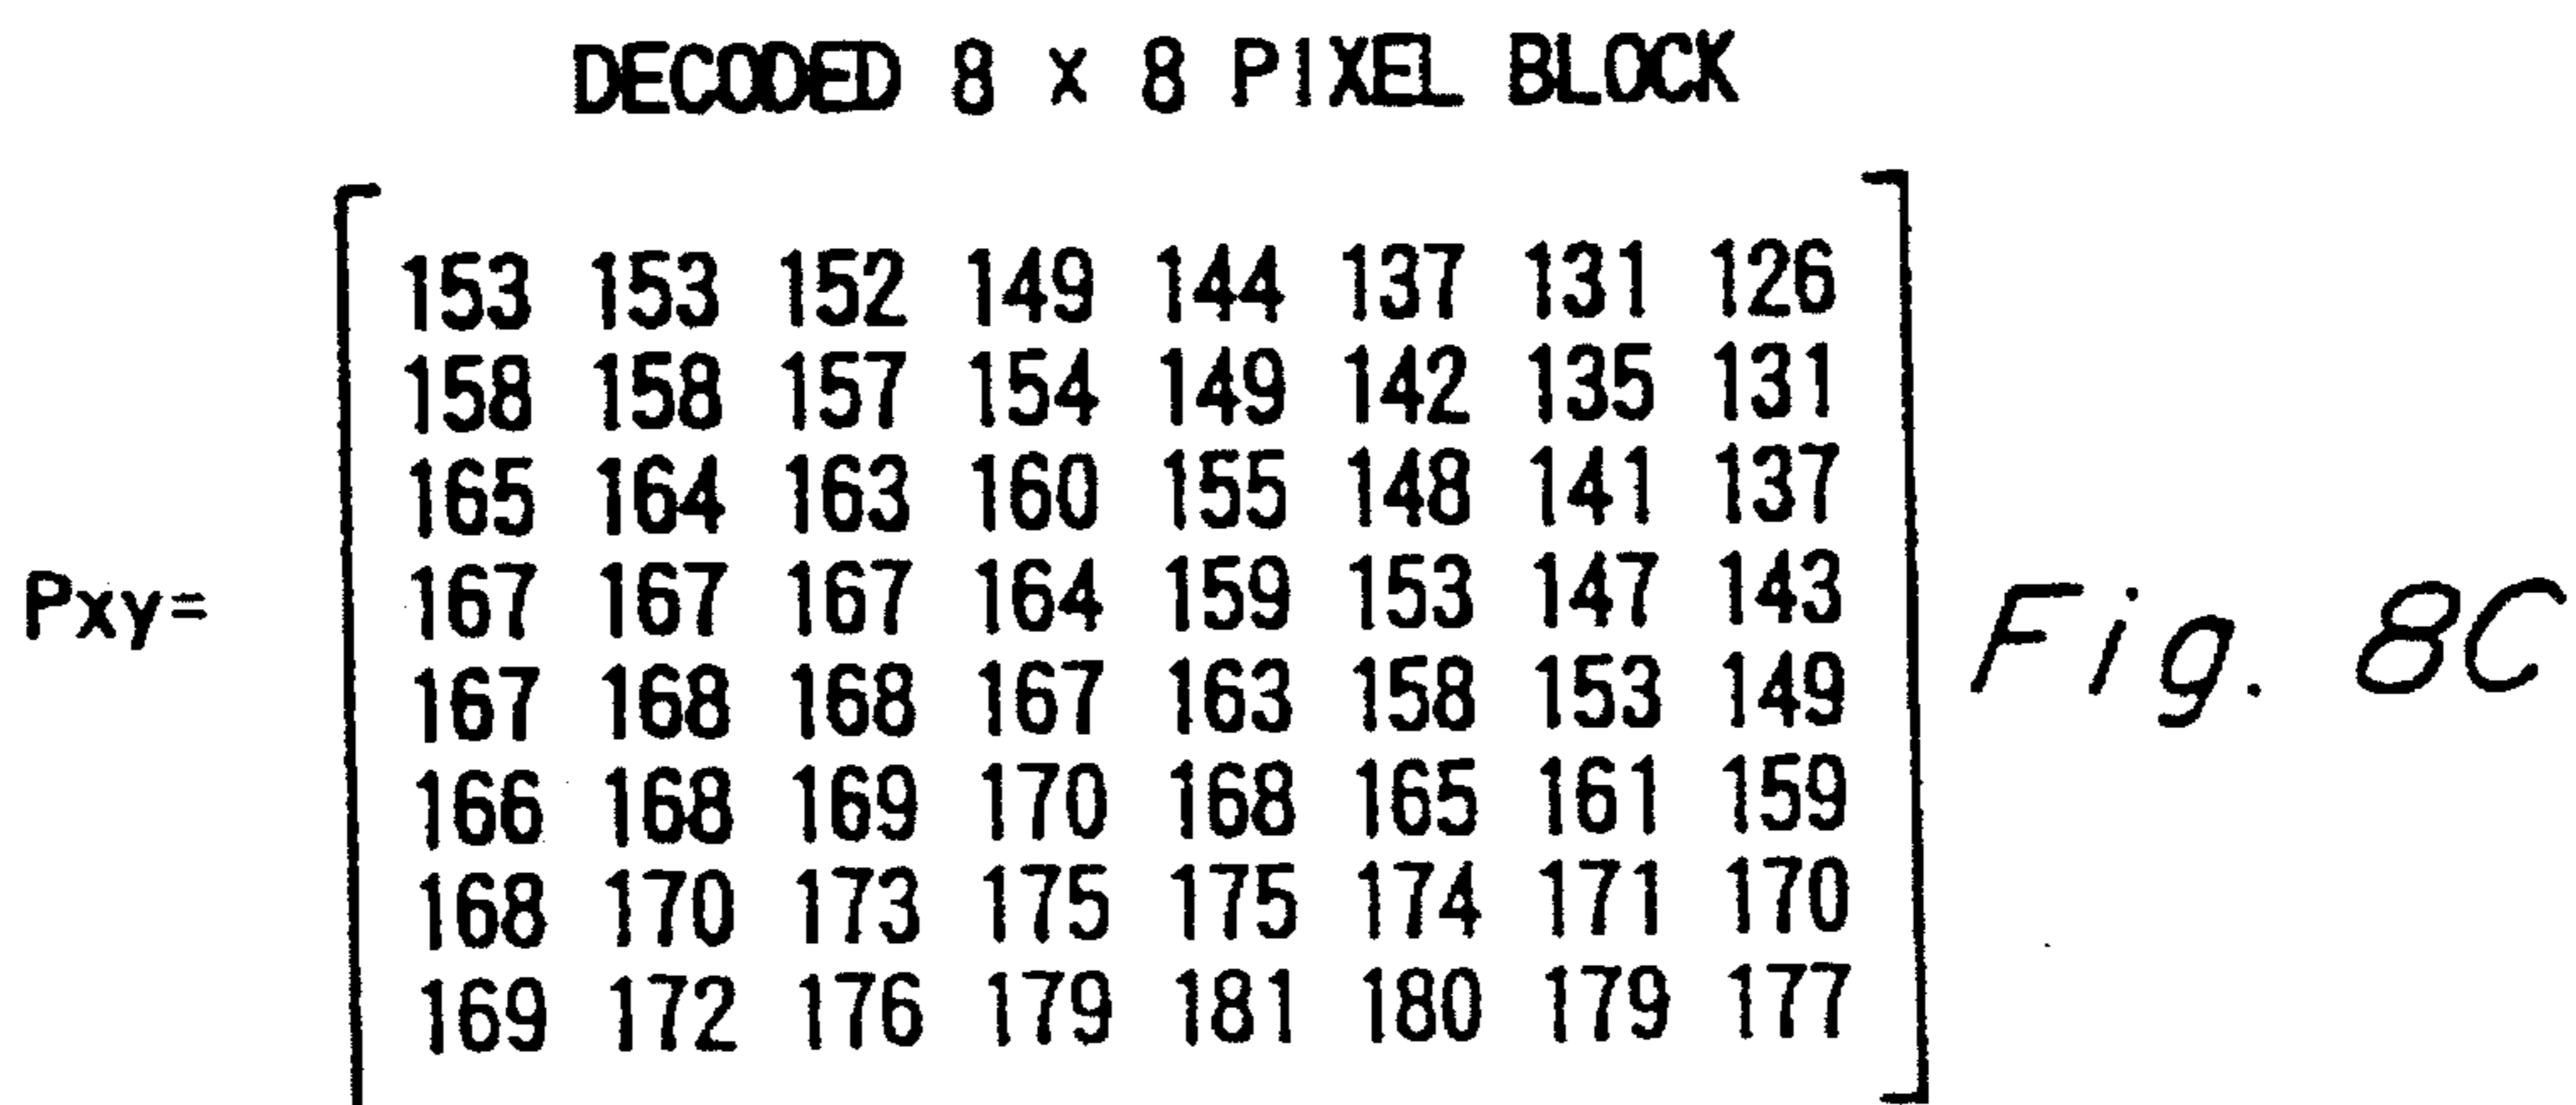 DECODED 8 x 8 PIXEL BLOCK
153 153 152 149 144 137 131 126
158 158 157 154 149 142 135 131
165 164 163 160 155 148 141 137
Pxy= 167 167 167 164 159 153 147 143 Fig. 8C
167 168 168 167 163 158 153 149
166 168 169 170 168 165 161 159
168 170 173 175 175 174 171 170
169 172 176 179 181 180 179 177